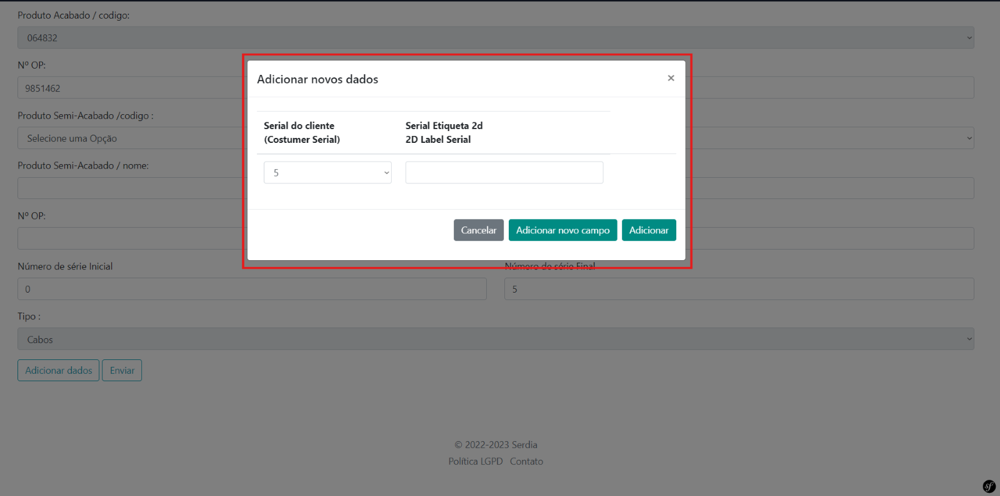 Produto Acabado / codigo:
064832
Nº OP:
9851462
Produto Semi-Acabado /codigo :
Selecione uma Opção
Produto Semi-Acabado / nome:
Nº OP:
Número de série Inicial
Número de série Final
0
5
Tipo :
Cabos
Adicionar dados
Enviar
Adicionar novos dados
×
Serial do cliente
(Costumer Serial)
Serial Etiqueta 2d
2D Label Serial
5
Cancelar
Adicionar novo campo
Adicionar
© 2022-2023 Serdia
Política LGPD Contato
sf